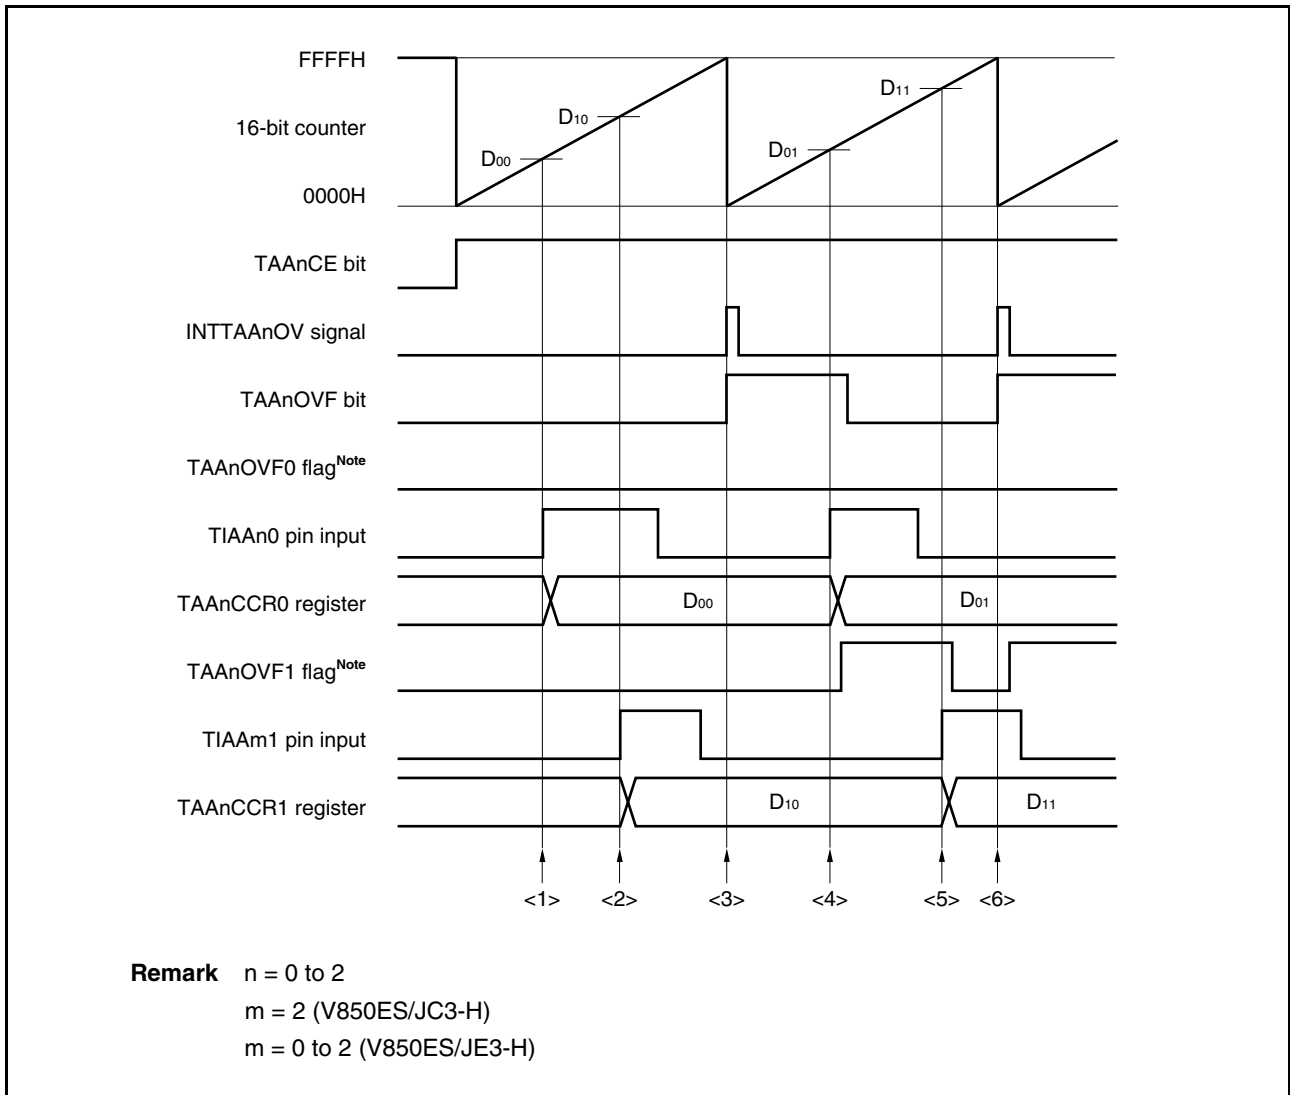 FFFFH
D11
D10
16-bit counter
D01
D00
0000H
TAAnCE bit
INTTAAnOV signal
TAAnOVF bit
TAAnOVF0 flagNote
TIAAn0 pin input
TAAnCCR0 register D00 D01
TAAnOVF1 flagNote
TIAAm1 pin input
TAAnCCR1 register D10 D11
<1> <2> <3> <4> <5> <6>
Remark n = 0 to 2
m = 2 (V850ES/JC3-H)
m = 0 to 2 (V850ES/JE3-H)